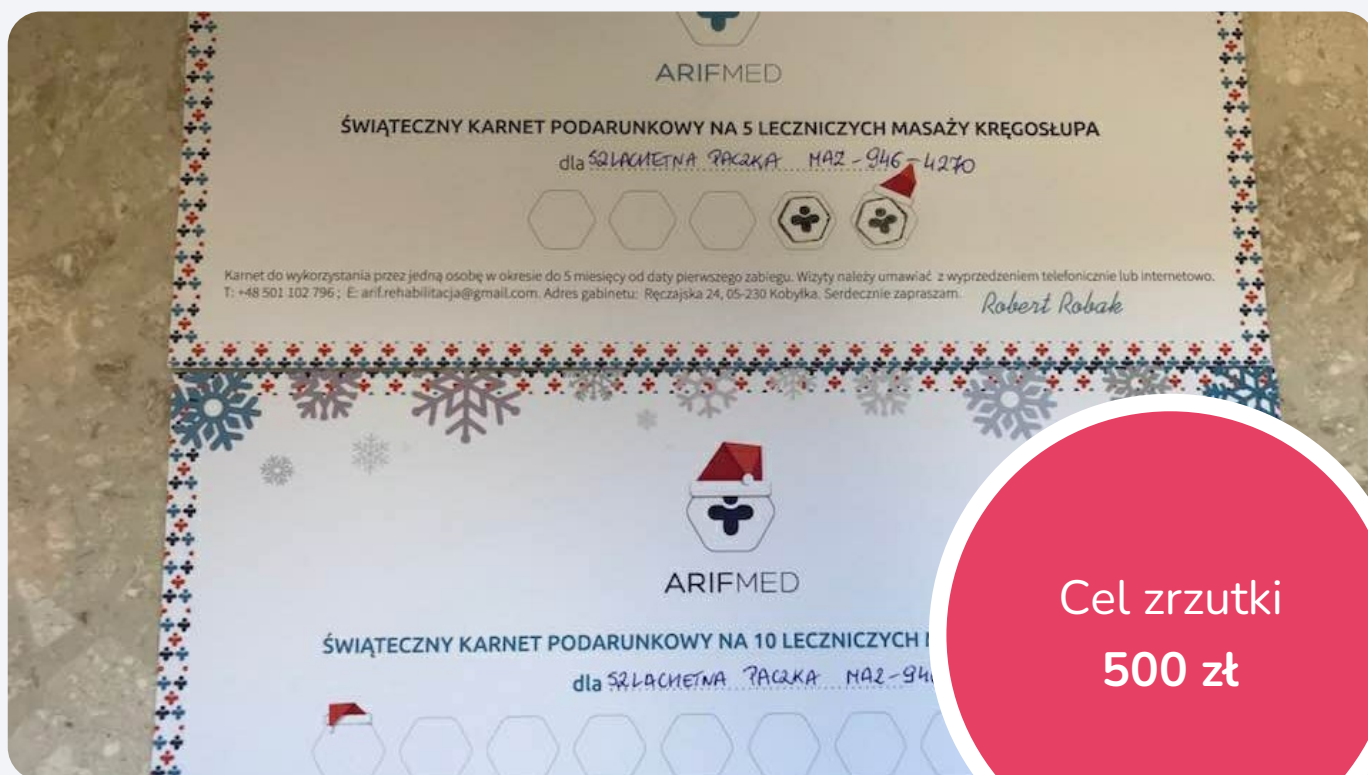 ARIFMED
ŚWIĄTECZNY KARNET PODARUNKOWY NA 5 LECZNICZYCH MASAŻY KRĘGOSŁUPA
dla SZLACHETNA PACZKA MAZ-946-4270
Karnet do wykorzystania przez jedną osobę w okresie do 5 miesięcy od daty pierwszego zabiegu. Wizyty należy umawiać z wyprzedzeniem telefonicznie lub internetowo.
T: +48 501 102 796 ; E: arif.rehabilitacja@gmail.com. Adres gabinetu: Ręczajska 24, 05-230 Kobyłka. Serdecznie zapraszam.
Robert Robak
ARIFMED
ŚWIĄTECZNY KARNET PODARUNKOWY NA 10 LECZNICZYCH
dla SZLACHETNA PACZKA MAZ-94
Cel zrzutki
500 zł